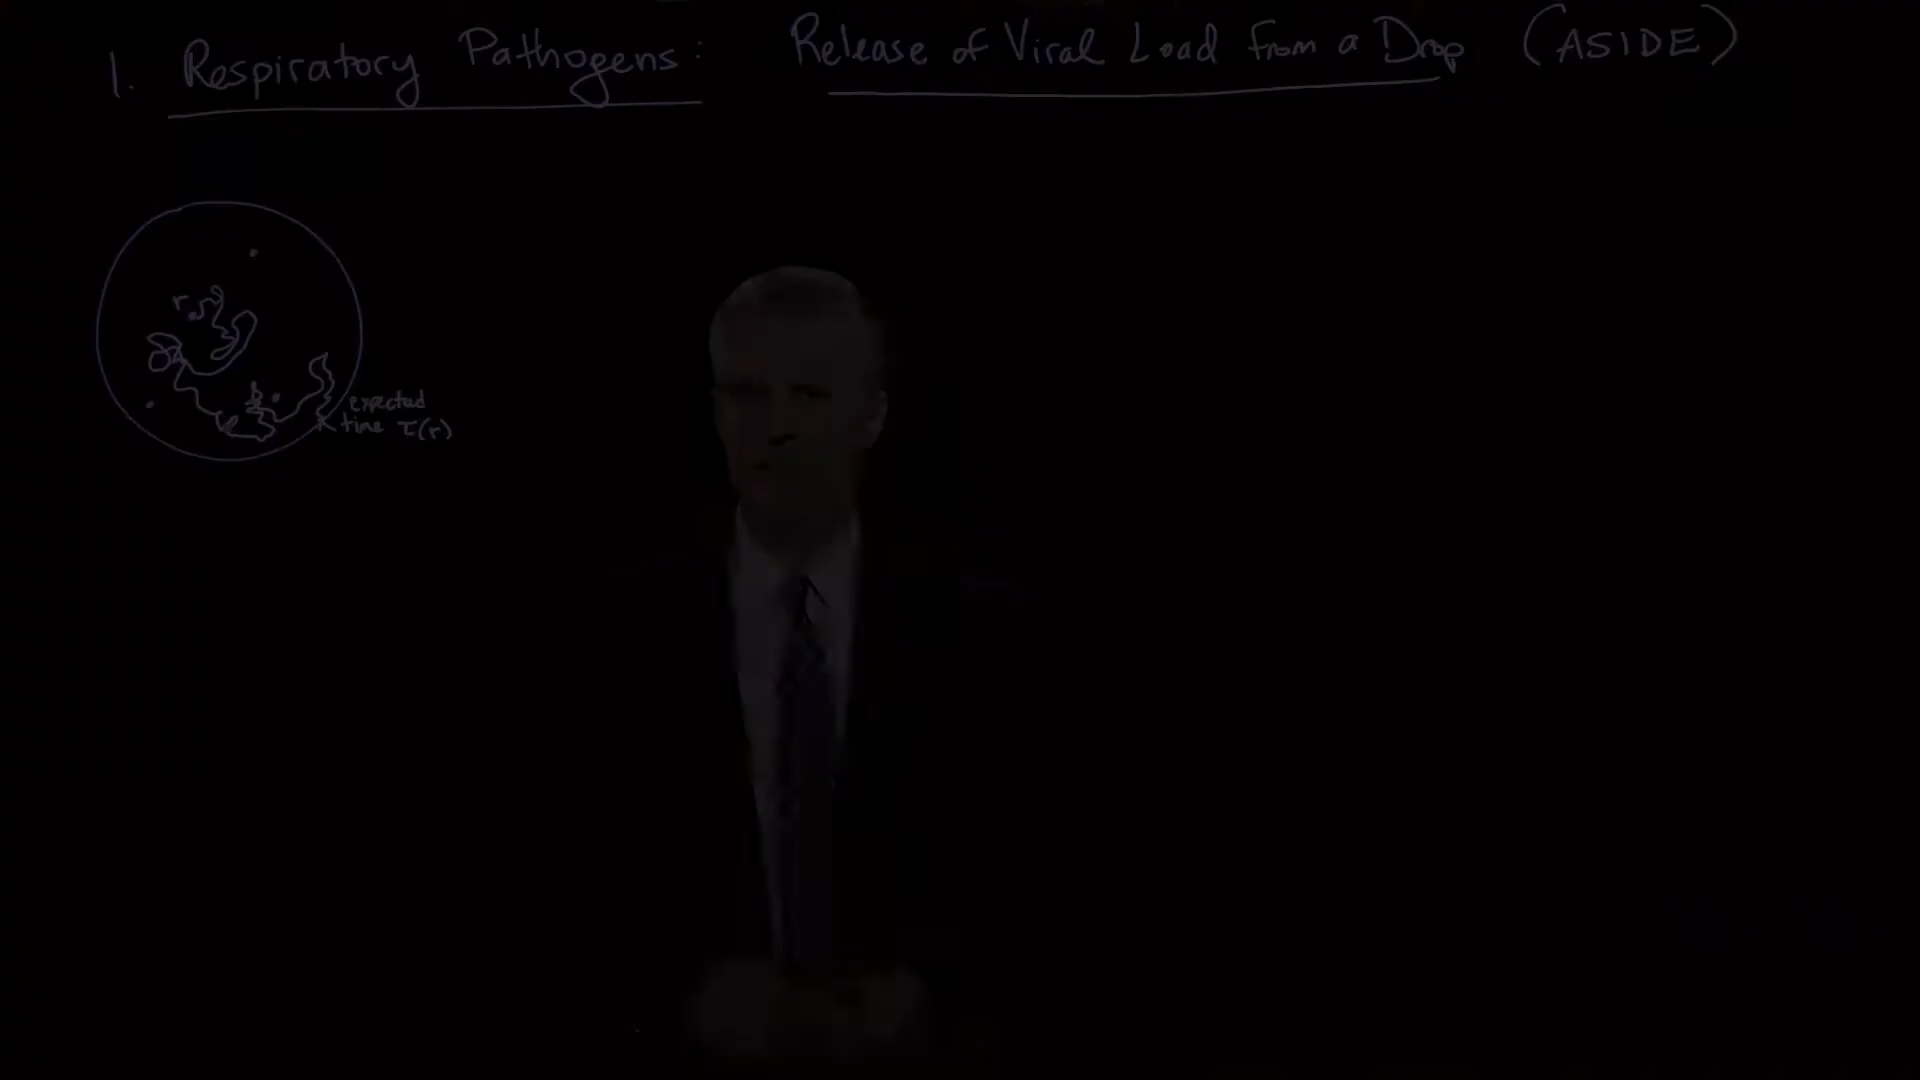 1. Respiratory Pathogens: Release of Viral Load from a Drop (ASIDE)
r
expected
time τ(r)